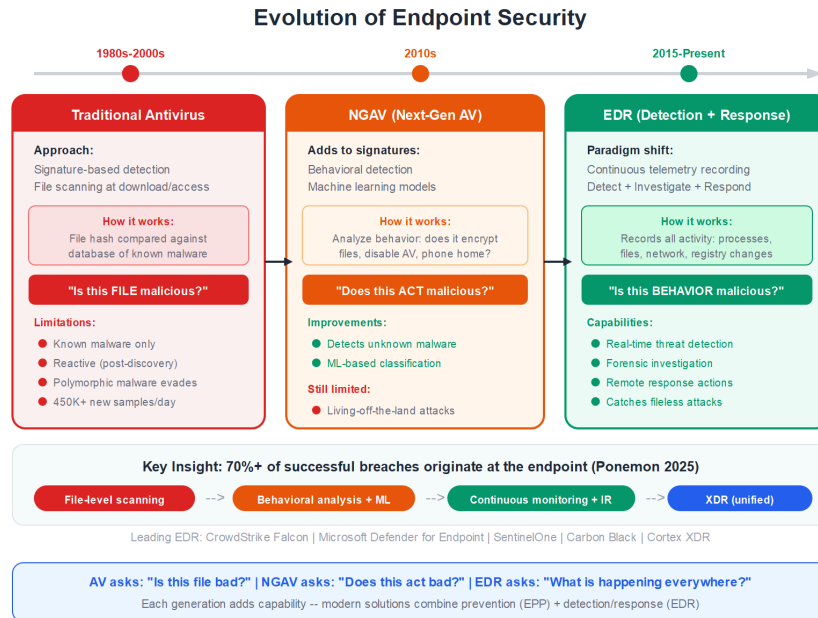 Evolution of Endpoint Security
1980s-2000s
2010s
2015-Present
Traditional Antivirus
Approach:
Signature-based detection
File scanning at download/access
How it works:
File hash compared against
database of known malware
"Is this FILE malicious?"
Limitations:
Known malware only
Reactive (post-discovery)
Polymorphic malware evades
450K+ new samples/day
NGAV (Next-Gen AV)
Adds to signatures:
Behavioral detection
Machine learning models
How it works:
Analyze behavior: does it encrypt
files, disable AV, phone home?
"Does this ACT malicious?"
Improvements:
Detects unknown malware
ML-based classification
Still limited:
Living-off-the-land attacks
EDR (Detection + Response)
Paradigm shift:
Continuous telemetry recording
Detect + Investigate + Respond
How it works:
Records all activity: processes,
files, network, registry changes
"Is this BEHAVIOR malicious?"
Capabilities:
Real-time threat detection
Forensic investigation
Remote response actions
Catches fileless attacks
Key Insight: 70%+ of successful breaches originate at the endpoint (Ponemon 2025)
File-level scanning --> Behavioral analysis + ML --> Continuous monitoring + IR --> XDR (unified)
Leading EDR: CrowdStrike Falcon | Microsoft Defender for Endpoint | SentinelOne | Carbon Black | Cortex XDR
AV asks: "Is this file bad?" | NGAV asks: "Does this act bad?" | EDR asks: "What is happening everywhere?"
Each generation adds capability -- modern solutions combine prevention (EPP) + detection/response (EDR)